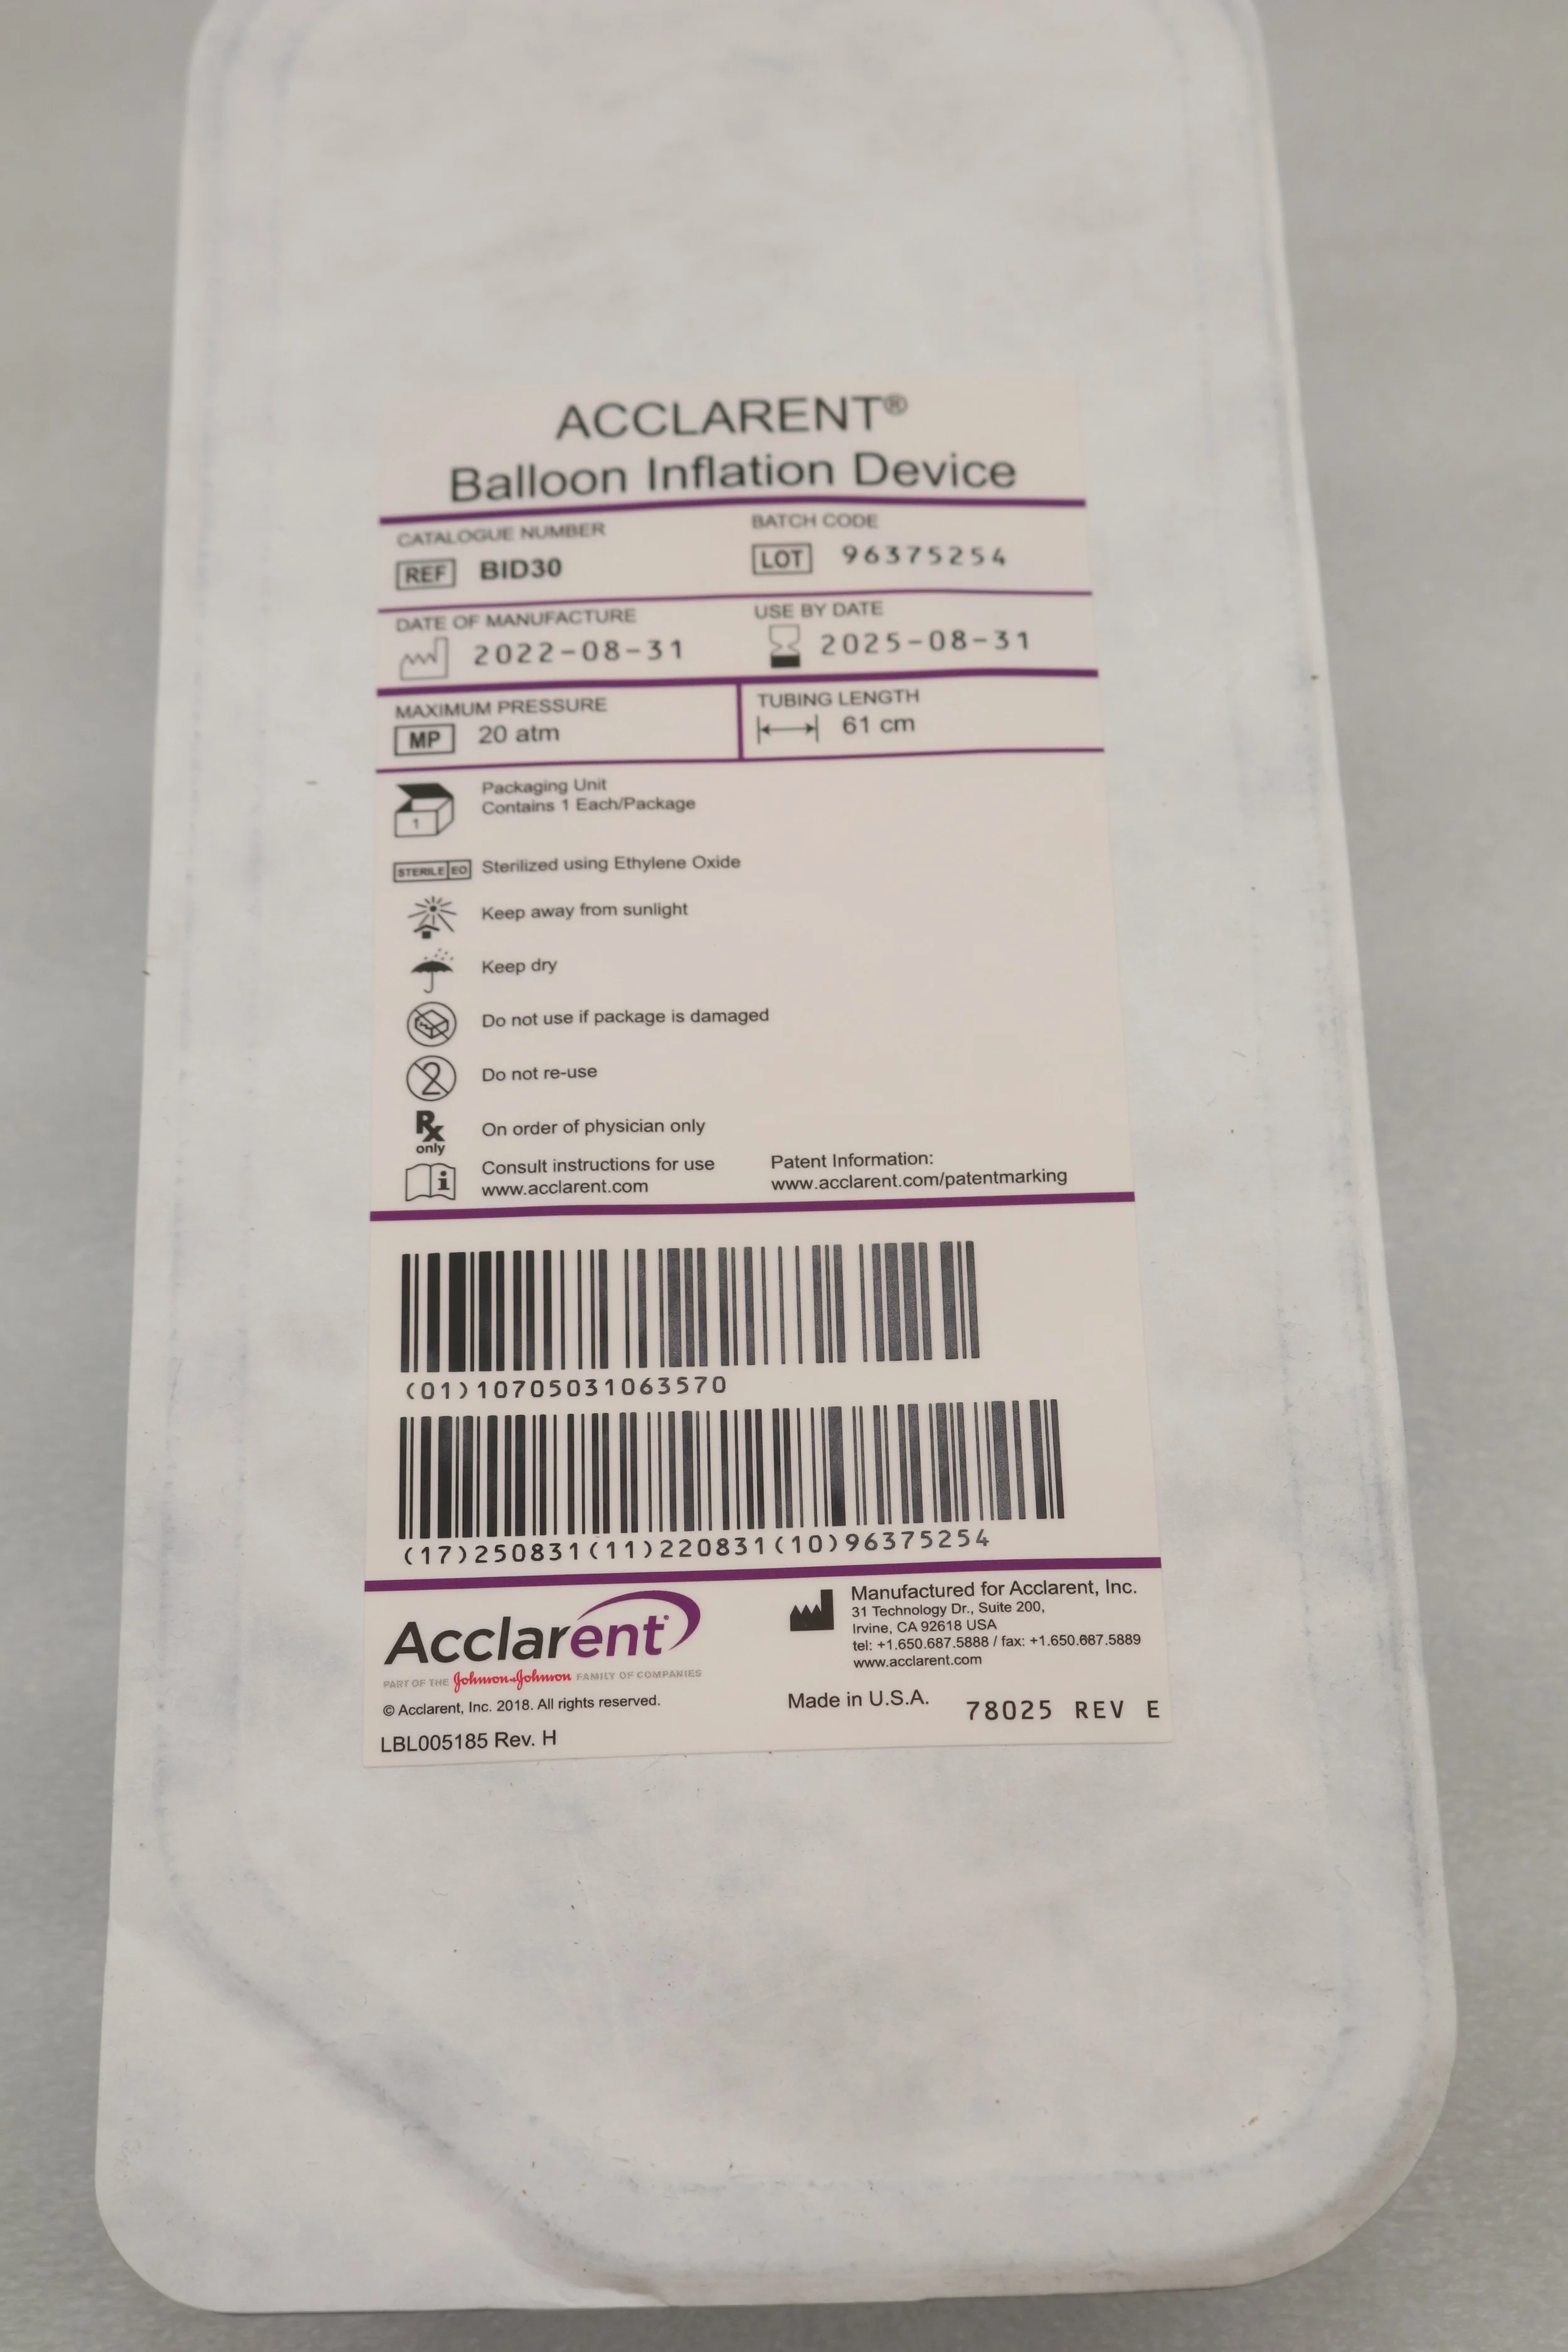 ACCLARENT®
Balloon Inflation Device
CATALOGUE NUMBER
REF BID30
BATCH CODE
LOT 96375254
DATE OF MANUFACTURE
2022-08-31
USE BY DATE
2025-08-31
MAXIMUM PRESSURE
MP 20 atm
TUBING LENGTH
61 cm
1
Packaging Unit
Contains 1 Each/Package
STERILE EO Sterilized using Ethylene Oxide
Keep away from sunlight
Keep dry
Do not use if package is damaged
2 Do not re-use
Rx only On order of physician only
i
Consult instructions for use
www.acclarent.com
Patent Information:
www.acclarent.com/patentmarking
(01)10705031063570
(17)250831(11)220831(10)96375254
Acclarent
PART OF THE Johnson & Johnson FAMILY OF COMPANIES
© Acclarent, Inc. 2018. All rights reserved.
LBL005185 Rev. H
Manufactured for Acclarent, Inc.
31 Technology Dr., Suite 200,
Irvine, CA 92618 USA
tel: +1.650.687.5888 / fax: +1.650.687.5889
www.acclarent.com
Made in U.S.A.
78025 REV E